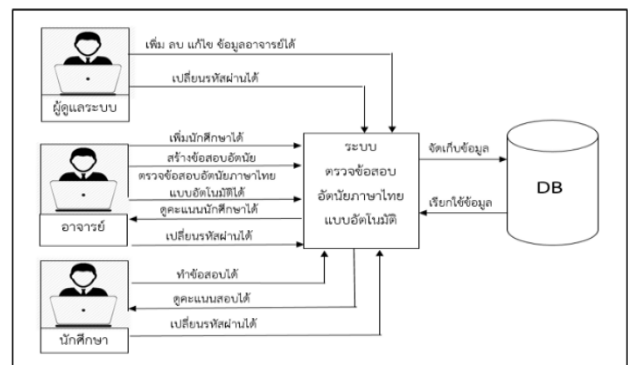 เพิ่ม ลบ แก้ไข ข้อมูลอาจารย์ได้
เปลี่ยนรหัสผ่านได้
ผู้ดูแลระบบ
เพิ่มนักศึกษาได้
สร้างข้อสอบอัตนัย
ตรวจข้อสอบอัตนัยภาษาไทย
แบบอัตโนมัติได้
ดูคะแนนนักศึกษาได้
เปลี่ยนรหัสผ่านได้
อาจารย์
ทำข้อสอบได้
ดูคะแนนสอบได้
เปลี่ยนรหัสผ่านได้
นักศึกษา
ระบบ
ตรวจข้อสอบ
อัตนัยภาษาไทย
แบบอัตโนมัติ
จัดเก็บข้อมูล
เรียกใช้ข้อมูล
DB